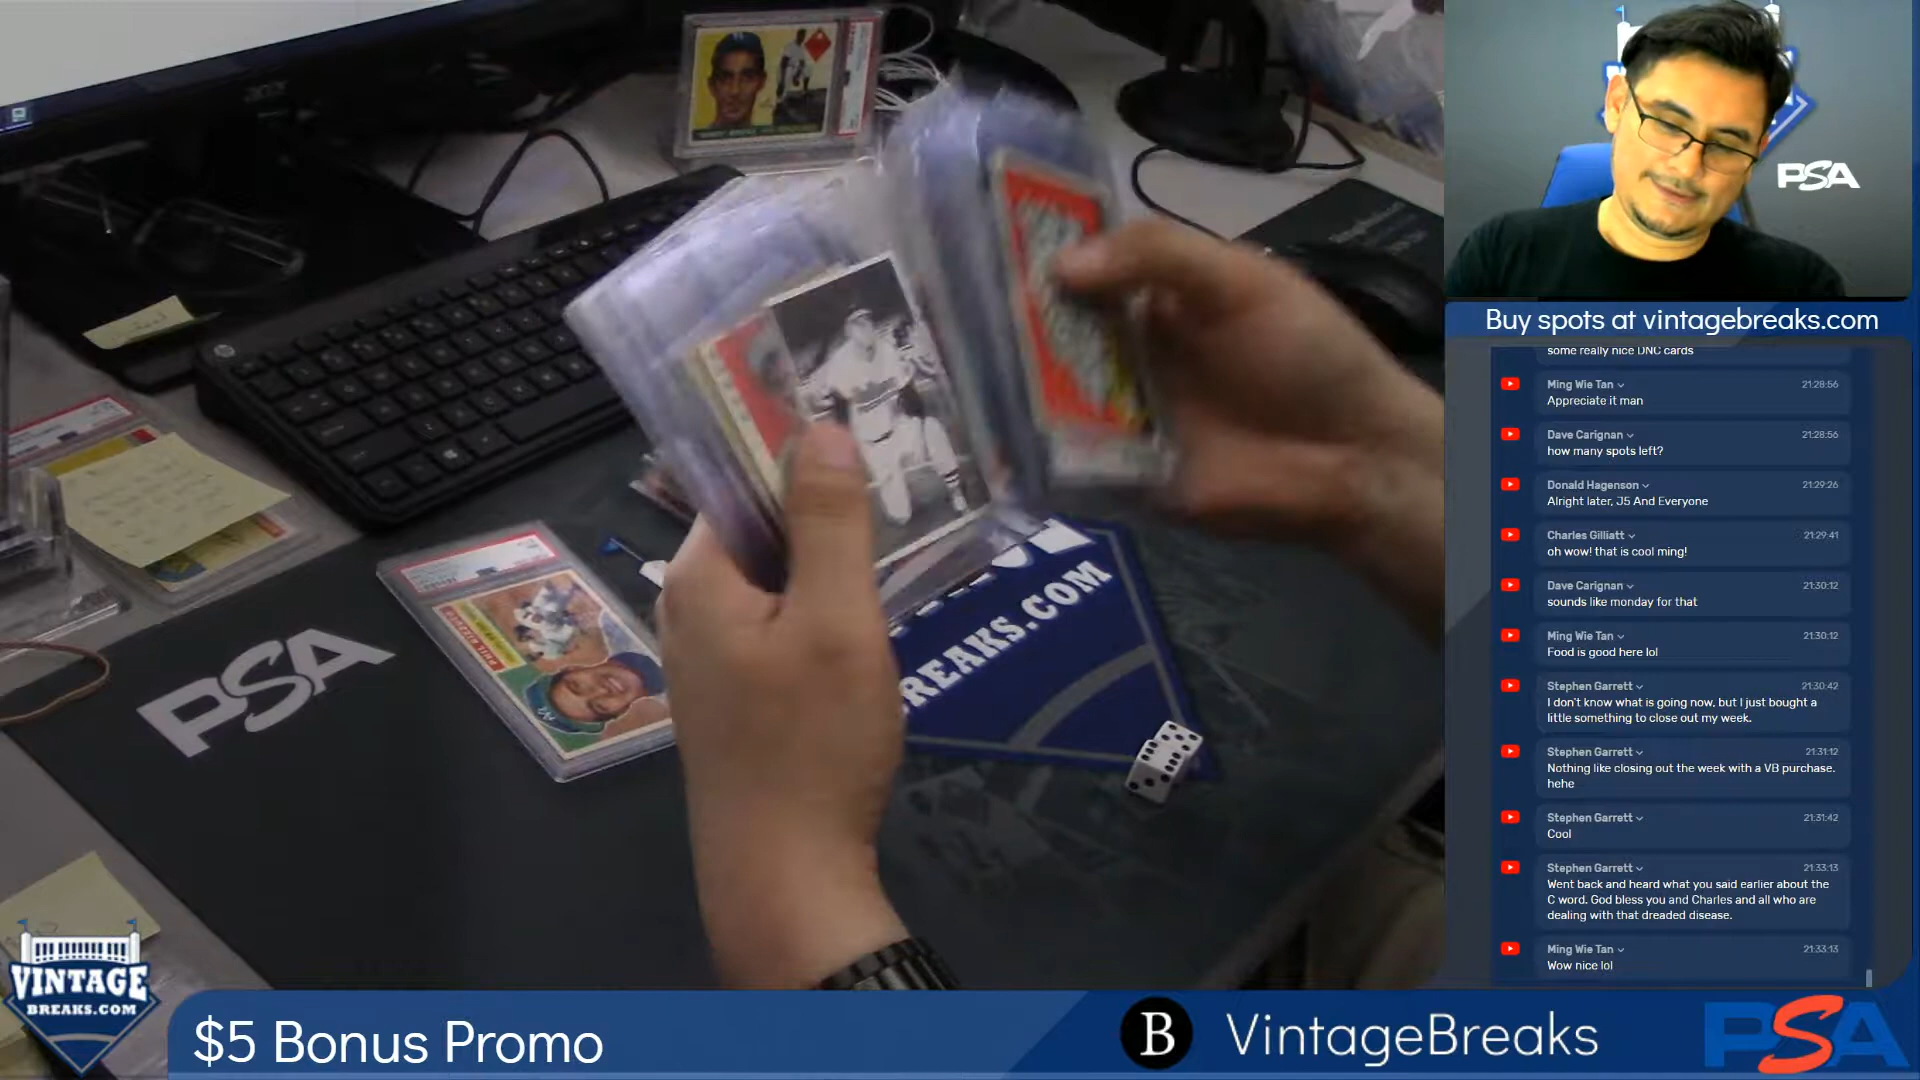 acer
PSA
Buy spots at vintagebreaks.com
some really nice DNC cards
Ming Wie Tan 21:28:56
Appreciate it man
Dave Carignan 21:28:56
how many spots left?
Donald Hagenson 21:29:26
Alright later, J5 And Everyone
Charles Gilliatt 21:29:41
oh wow! that is cool ming!
Dave Carignan 21:30:12
sounds like monday for that
Ming Wie Tan 21:30:12
Food is good here lol
Stephen Garrett 21:30:42
I don't know what is going now, but I just bought a
little something to close out my week.
Stephen Garrett 21:31:12
Nothing like closing out the week with a VB purchase.
hehe
Stephen Garrett 21:31:42
Cool
Stephen Garrett 21:33:13
Went back and heard what you said earlier about the
C word. God bless you and Charles and all who are
dealing with that dreaded disease.
Ming Wie Tan 21:33:13
Wow nice lol
PSA
PHIL RIZZUTO
REAKS.COM
VINTAGE
BREAKS.COM
$5 Bonus Promo
B VintageBreaks
PSA